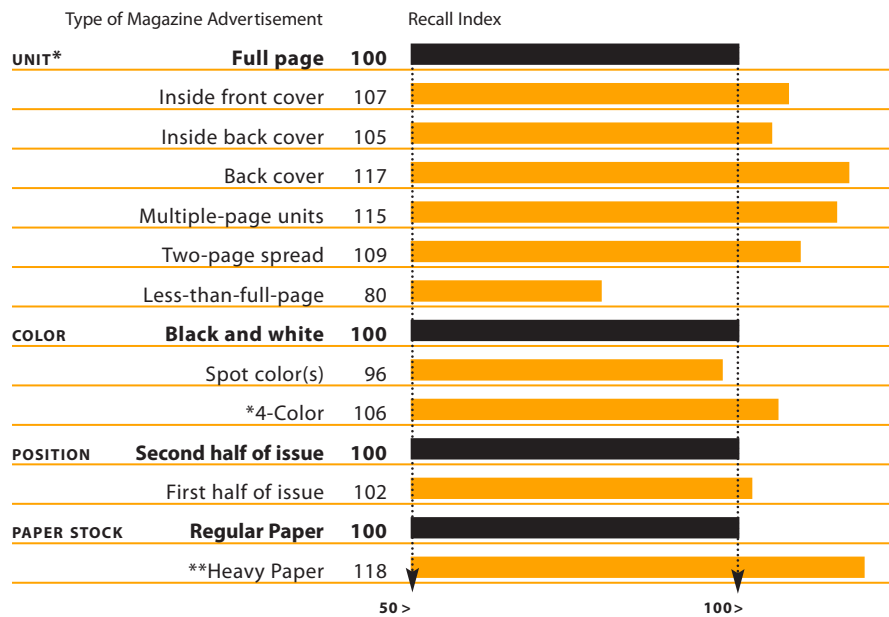 Type of Magazine Advertisement Recall Index
UNIT* Full page 100
Inside front cover 107
Inside back cover 105
Back cover 117
Multiple-page units 115
Two-page spread 109
Less-than-full-page 80
COLOR Black and white 100
Spot color(s) 96
*4-Color 106
POSITION Second half of issue 100
First half of issue 102
PAPER STOCK Regular Paper 100
**Heavy Paper 118
50 > 100 >